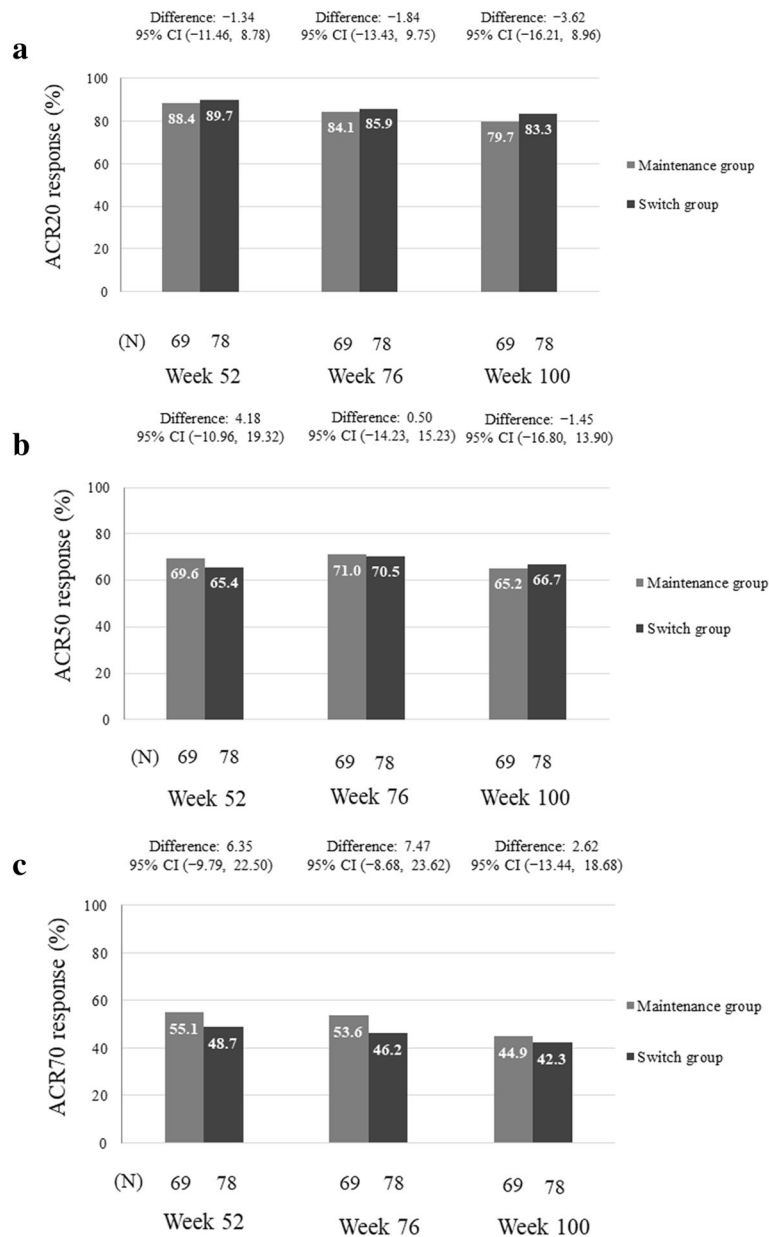 Difference: −1.34 Difference: −1.84 Difference: −3.62
95% CI (−11.46, 8.78) 95% CI (−13.43, 9.75) 95% CI (−16.21, 8.96)
a
ACR20 response (%)
100
80
60
40
20
0
88.4 89.7 84.1 85.9 79.7 83.3
Maintenance group
Switch group
(N) 69 78 69 78 69 78
Week 52 Week 76 Week 100
Difference: 4.18 Difference: 0.50 Difference: −1.45
95% CI (−10.96, 19.32) 95% CI (−14.23, 15.23) 95% CI (−16.80, 13.90)
b
ACR50 response (%)
100
80
60
40
20
0
69.6 65.4 71.0 70.5 65.2 66.7
Maintenance group
Switch group
(N) 69 78 69 78 69 78
Week 52 Week 76 Week 100
Difference: 6.35 Difference: 7.47 Difference: 2.62
95% CI (−9.79, 22.50) 95% CI (−8.68, 23.62) 95% CI (−13.44, 18.68)
c
ACR70 response (%)
100
80
60
40
20
0
55.1 48.7 53.6 46.2 44.9 42.3
Maintenance group
Switch group
(N) 69 78 69 78 69 78
Week 52 Week 76 Week 100